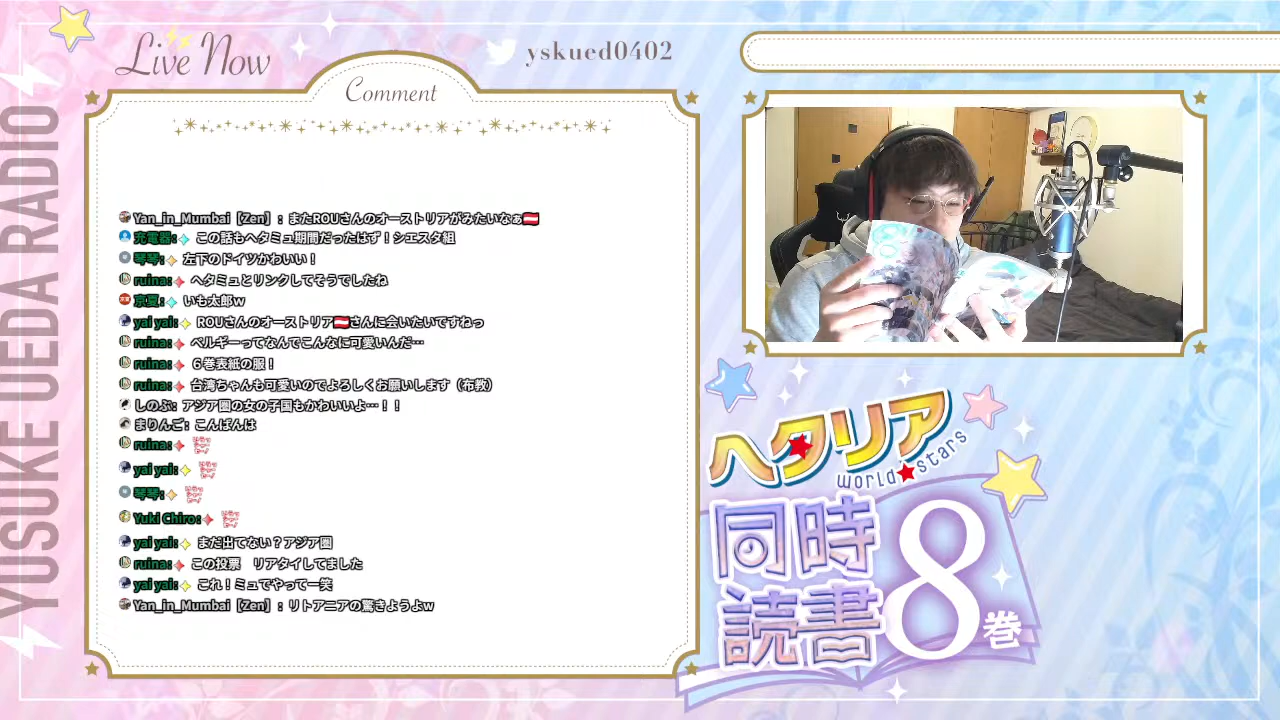 Live Now
yskued0402
Comment
YUSUKE UEDA RADIO
Yan_in_Mumbai【Zen】: またROUさんのオーストリアがみたいなぁ🇦🇹
充電器: この話もヘタミュ期間だったはず！シエスタ組
琴琴: 左下のドイツかわいい！
ruina: ヘタミュとリンクしてそうでしたね
京夏: いも太郎w
yai yai: ROUさんのオーストリア🇦🇹さんに会いたいですねっ
ruina: ベルギーってなんでこんなに可愛いんだ…
ruina: ６巻表紙の服！
ruina: 台湾ちゃんも可愛いのでよろしくお願いします（布教）
しのぶ: アジア圏の女の子国もかわいいよ…！！
まりんご: こんばんは
ruina:
yai yai:
琴琴:
Yuki Chiro:
yai yai: まだ出てない？アジア圏
ruina: この投票　リアタイしてました
yai yai: これ！ミュでやってー笑
Yan_in_Mumbai【Zen】: リトアニアの驚きようよw
ヘタリア
world★stars
同時
読書
8巻